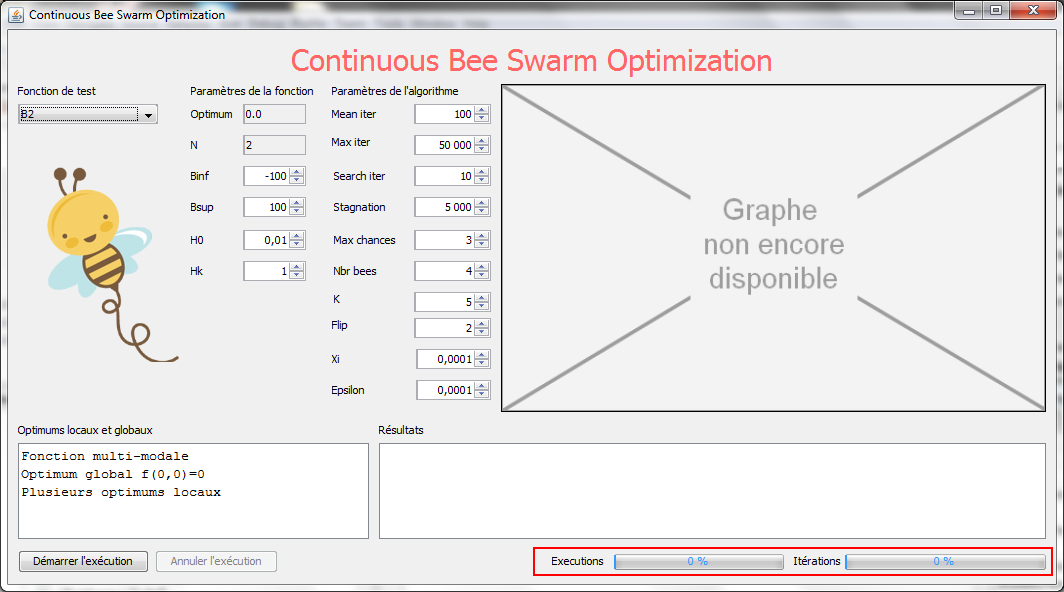 Continuous Bee Swarm Optimization
Continuous Bee Swarm Optimization
Fonction de test
Paramètres de la fonction
Paramètres de l'algorithme
B2
Optimum 0.0
Mean iter 100
N 2
Max iter 50 000
Binf -100
Search iter 10
Bsup 100
Stagnation 5 000
H0 0,01
Max chances 3
Hk 1
Nbr bees 4
K 5
Flip 2
Xi 0,0001
Epsilon 0,0001
Graphe
non encore
disponible
Optimums locaux et globaux
Résultats
Fonction multi-modale
Optimum global f(0,0)=0
Plusieurs optimums locaux
Démarrer l'exécution
Annuler l'exécution
Executions 0 %
Itérations 0 %